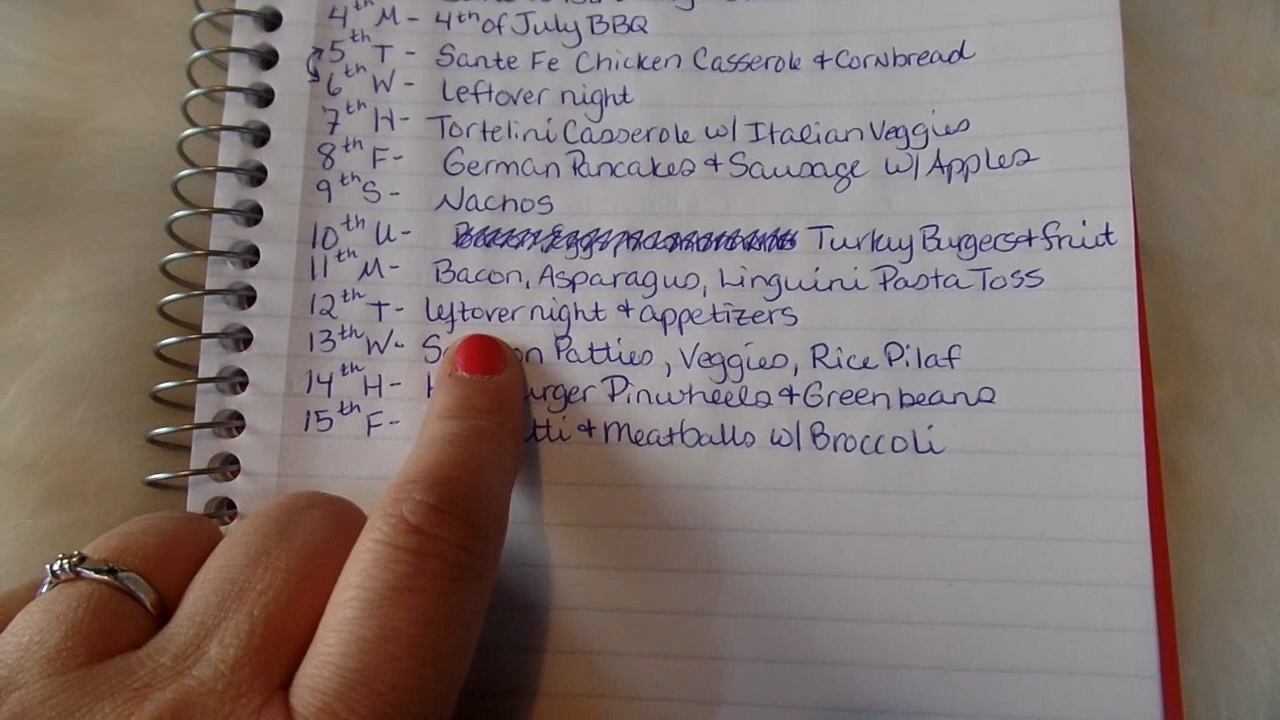 4th M - 4th of July BBQ
5th T - Sante Fe Chicken Casserole + Cornbread
6th W - Leftover night
7th H - Tortelini Casserole w/ Italian Veggies
8th F - German Pancakes + Sausage w/ Apples
9th S - Nachos
10th U - Turkey Burgers + fruit
11th M - Bacon, Asparagus, Linguini Pasta Toss
12th T - Leftover night + appetizers
13th W - Patties, Veggies, Rice Pilaf
14th H - Pinwheels + Green beans
15th F - + Meatballs w/ Broccoli